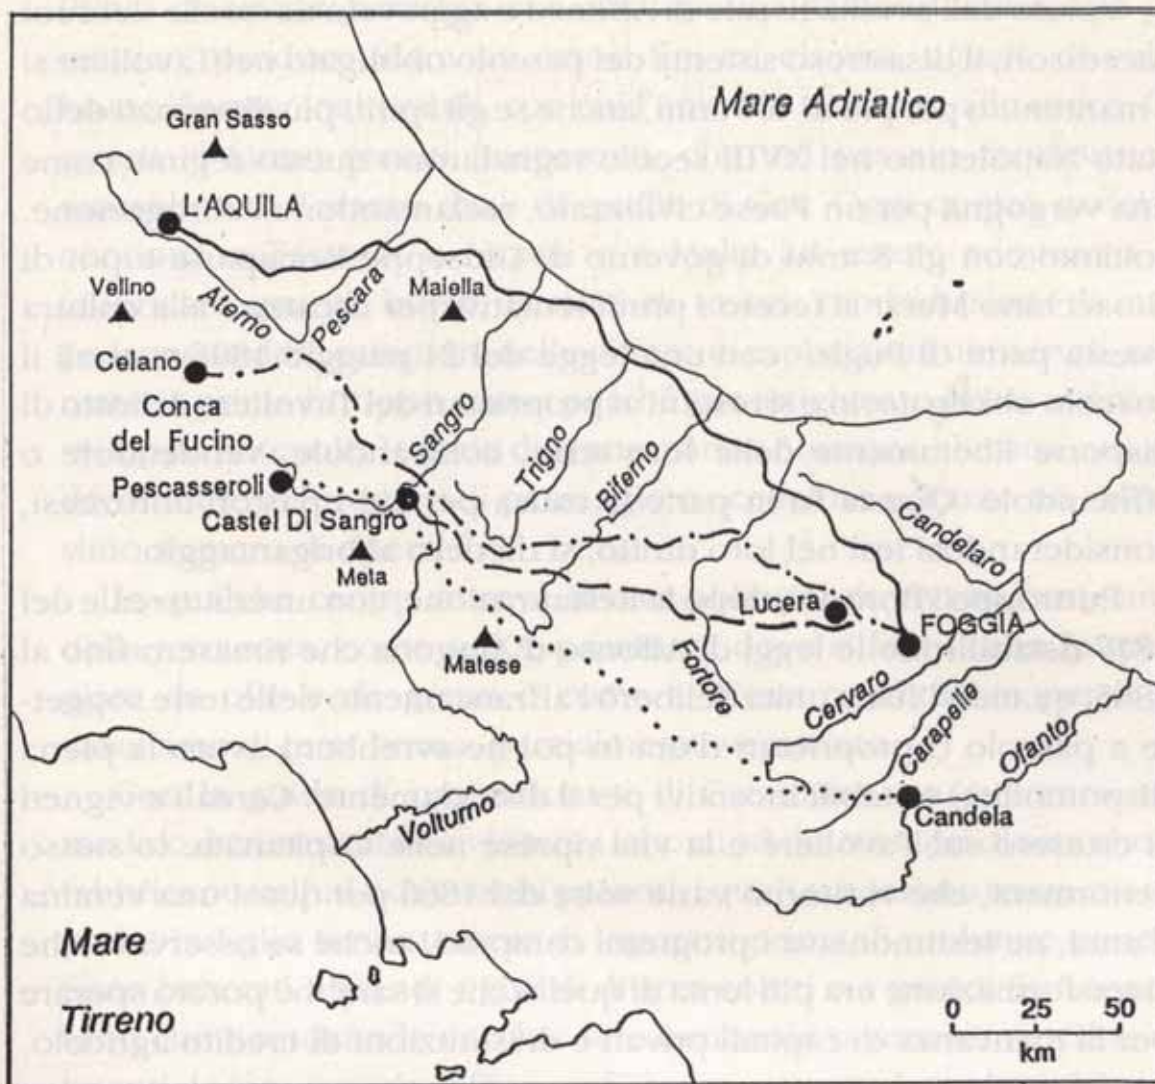 Mare Adriatico
Gran Sasso
L'AQUILA
Velino
Aterno
Pescara
Maiella
Celano
Conca
del Fucino
Pescasseroli
Sangro
Trigno
Biferno
Castel Di Sangro
Meta
Candelaro
Lucera
FOGGIA
Matese
Fortore
Cervaro
Carapelle
Ofanto
Candela
Volturno
Mare
Tirreno
0 25 50
km